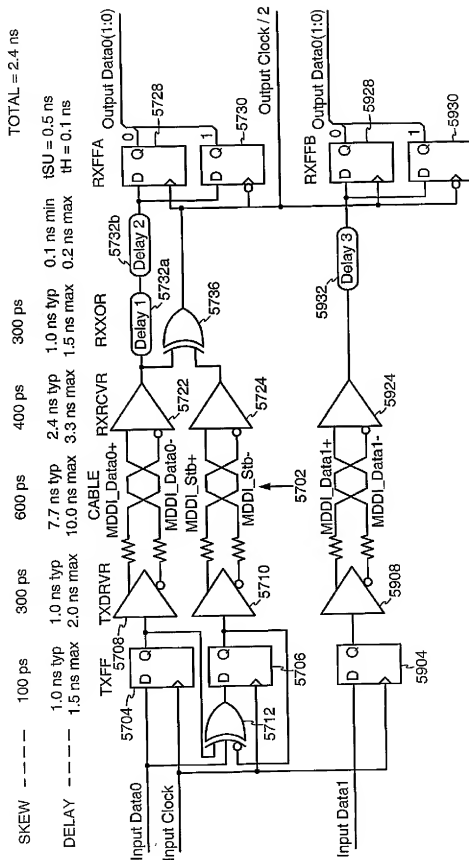 SKEW ---- 100 ps 300 ps 600 ps 400 ps 300 ps TOTAL = 2.4 ns
DELAY ---- 1.0 ns typ 1.0 ns typ 7.7 ns typ 2.4 ns typ 1.0 ns typ 0.1 ns min tSU = 0.5 ns
1.5 ns max 2.0 ns max 10.0 ns max 3.3 ns max 1.5 ns max 0.2 ns max tH = 0.1 ns
TXFF TXDRVR CABLE RXRCVR RXXOR RXFFA
5704
D Q
5708
MDDI_Data0+
MDDI_Data0-
5722
Delay 1
5732a
Delay 2
5732b
D Q 0
5728
Output Data0(1:0)
Input Data0
Input Clock
5712
D Q
5706
5710
MDDI_Stb+
MDDI_Stb-
5702
5724
5736
D Q 1
5730
Output Clock / 2
RXFFB
Input Data1
D Q
5904
5908
MDDI_Data1+
MDDI_Data1-
5924
5932
Delay 3
D Q 0
5928
Output Data0(1:0)
D Q 1
5930